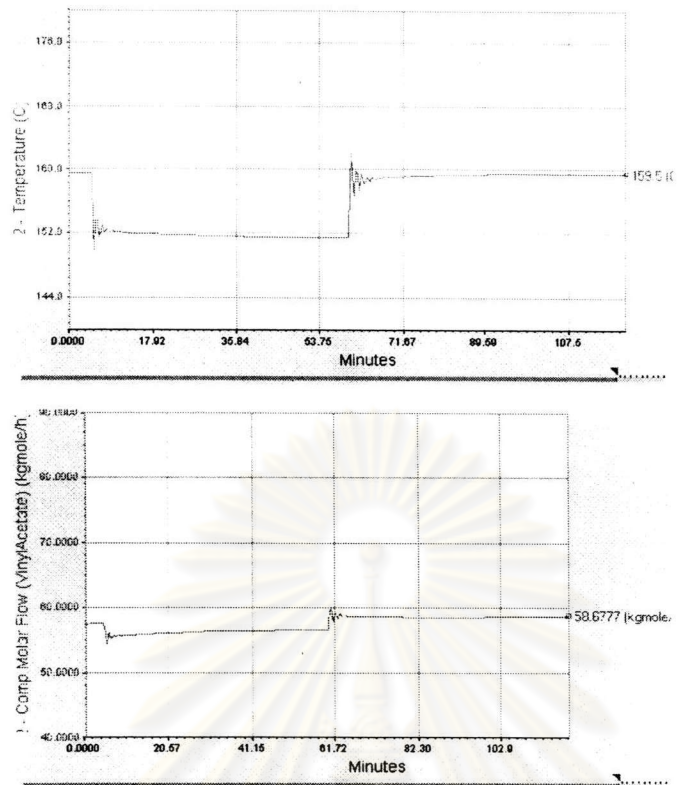 176.0
160.0
152.0
144.0
2 - Temperature (C)
159.5 (C
0.0000 17.92 35.84 53.75 71.67 89.59 107.5
Minutes
80.0000
70.0000
60.0000
50.0000
40.0000
- Comp Molar Flow (VinylAcetate) (kgmole/h)
58.6777 (kgmole/
0.0000 20.57 41.15 61.72 82.30 102.9
Minutes